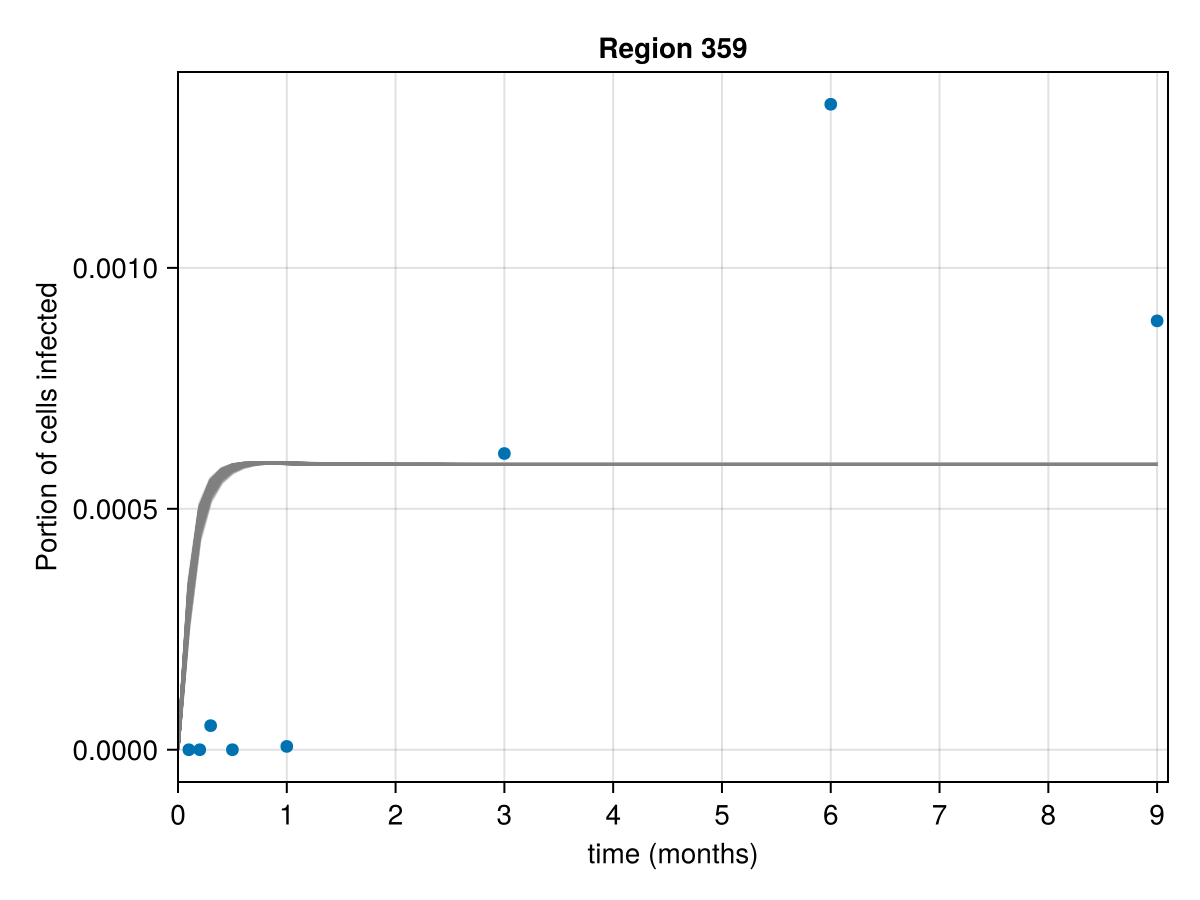 Region 359
Portion of cells infected
0.0010
0.0005
0.0000
0 1 2 3 4 5 6 7 8 9
time (months)